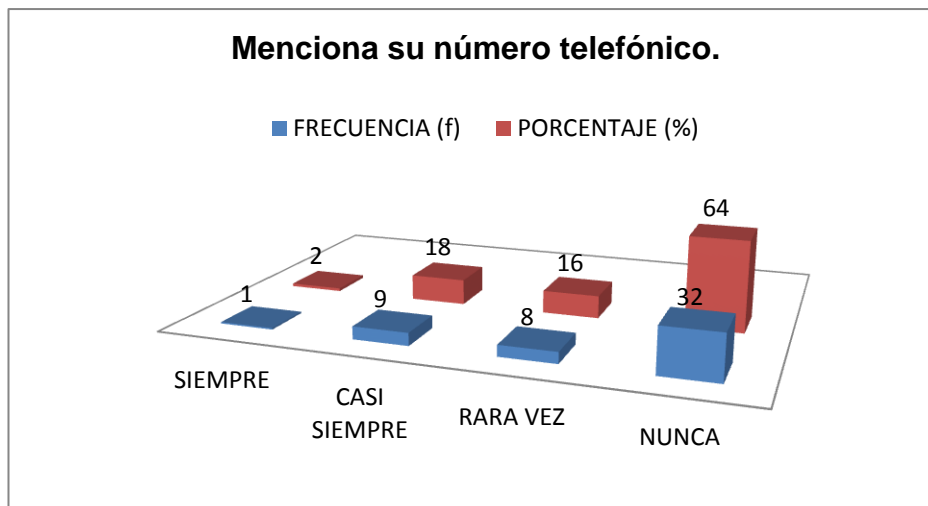 Menciona su número telefónico.
FRECUENCIA (f) PORCENTAJE (%)
64
2 18 16
1 9 8 32
SIEMPRE
CASI
SIEMPRE
RARA VEZ
NUNCA